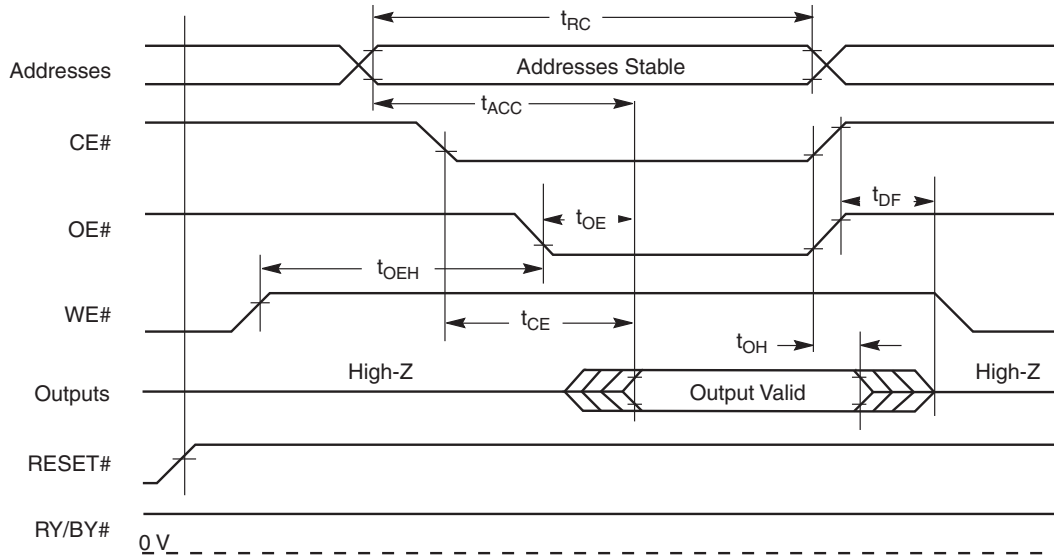 tRC
Addresses
Addresses Stable
tACC
CE#
tDF
OE#
tOE
tOEH
WE#
tCE
tOH
High-Z
High-Z
Outputs
Output Valid
RESET#
RY/BY#
0 V